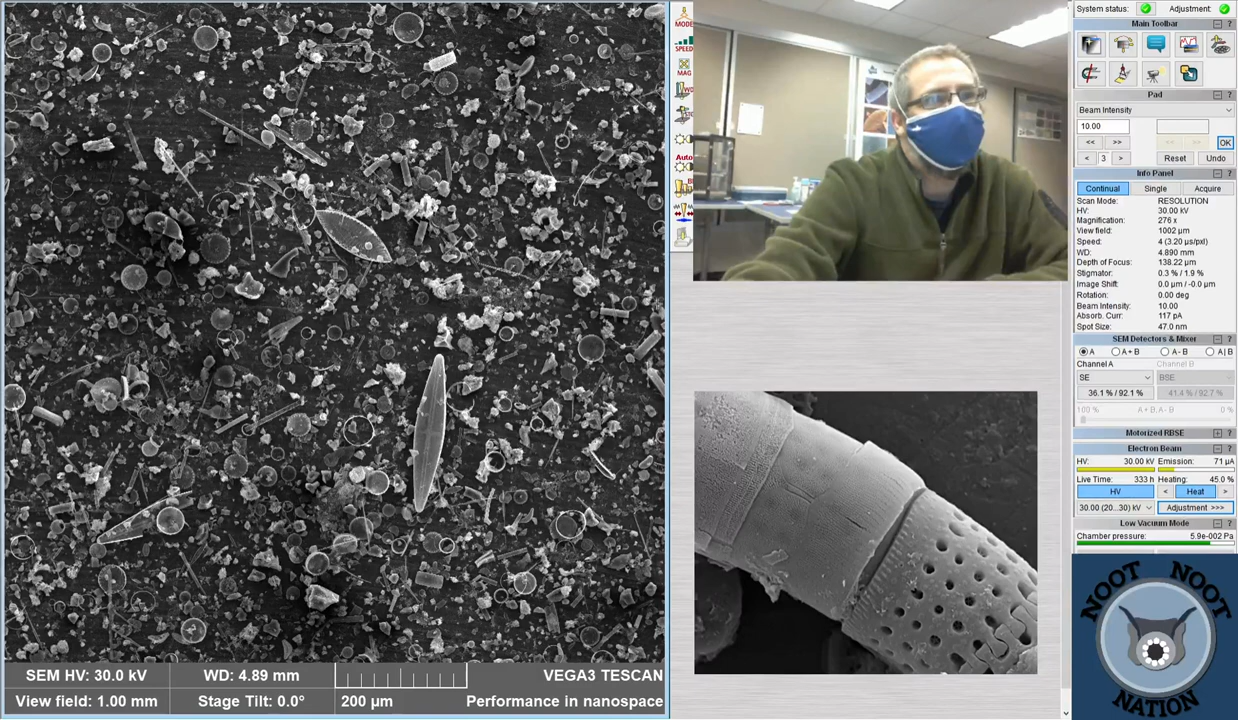 SEM HV: 30.0 kV
WD: 4.89 mm
VEGA3 TESCAN
View field: 1.00 mm
Stage Tilt: 0.0°
200 µm
Performance in nanospace
MODE
SPEED
MAG
WD
Auto
System status:
Adjustment:
Main Toolbar
Pad
Beam Intensity
10.00
<< >>
<< >>
OK
< 3 >
Reset
Undo
Info Panel
Continual
Single
Acquire
Scan Mode: RESOLUTION
HV: 30.00 kV
Magnification: 276 x
View field: 1002 µm
Speed: 4 (3.20 µs/pxl)
WD: 4.890 mm
Depth of Focus: 138.22 µm
Stigmator: 0.3 % / 1.9 %
Image Shift: 0.0 µm / -0.0 µm
Rotation: 0.00 deg
Beam Intensity: 10.00
Absorb. Curr: 117 pA
Spot Size: 47.0 nm
SEM Detectors & Mixer
A A + B A - B A | B
Channel A Channel B
SE BSE
36.1 % / 92.1 % 41.4 % / 92.7 %
100 % A + B, A - B 0 %
Motorized RBSE
Electron Beam
HV: 30.00 kV Emission: 71 µA
Live Time: 333 h Heating: 45.0 %
HV < Heat >
30.00 (20...30) kV Adjustment >>>
Low Vacuum Mode
Chamber pressure: 5.9e-002 Pa
NOOT NOOT
NATION